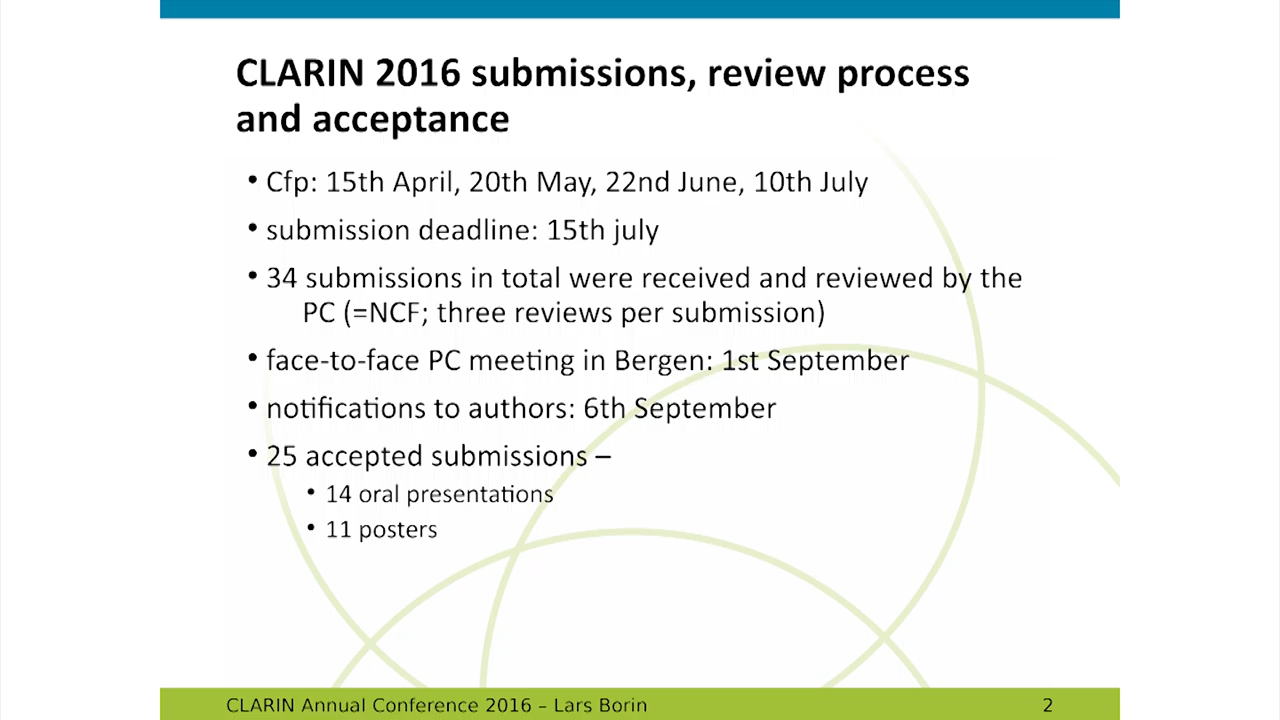 CLARIN 2016 submissions, review process
and acceptance
• Cfp: 15th April, 20th May, 22nd June, 10th July
• submission deadline: 15th july
• 34 submissions in total were received and reviewed by the
PC (=NCF; three reviews per submission)
• face-to-face PC meeting in Bergen: 1st September
• notifications to authors: 6th September
• 25 accepted submissions –
• 14 oral presentations
• 11 posters
CLARIN Annual Conference 2016 – Lars Borin 2